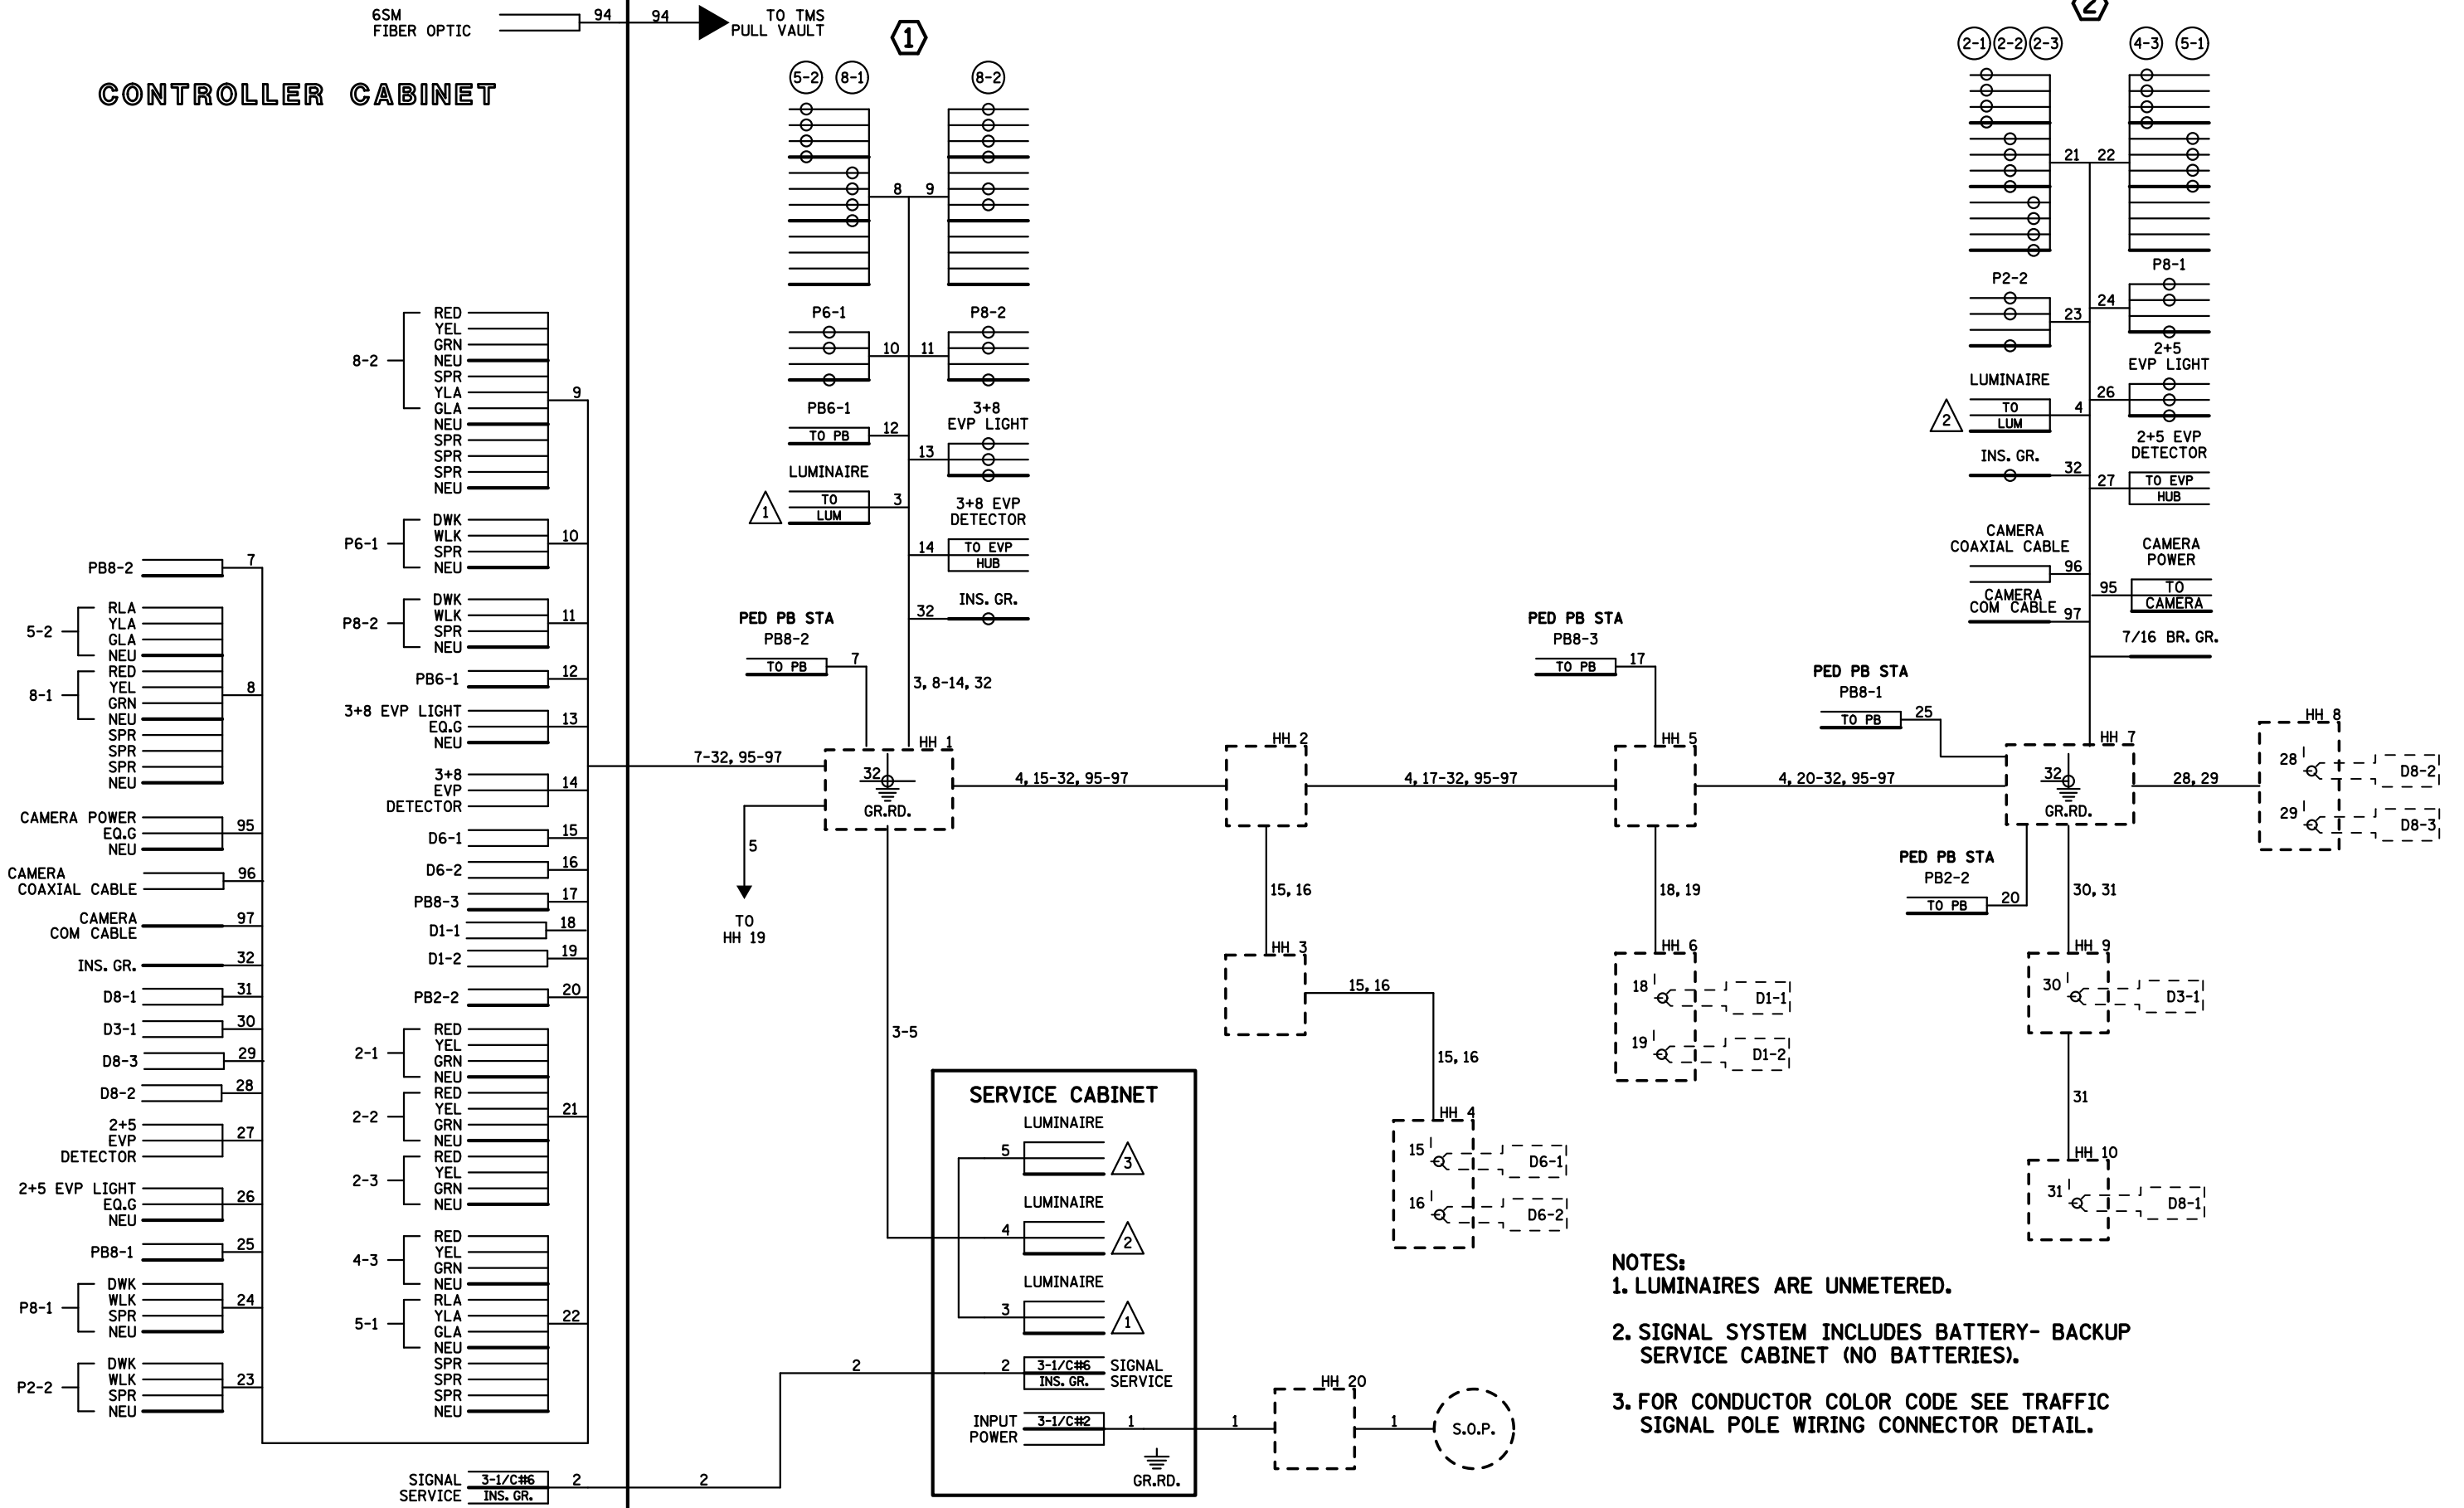 6SM
FIBER OPTIC
94
94
TO TMS
PULL VAULT
CONTROLLER CABINET
8-2
RED
YEL
GRN
NEU
SPR
YLA
GLA
NEU
SPR
SPR
SPR
NEU
9
P6-1
DWK
WLK
SPR
NEU
10
P8-2
DWK
WLK
SPR
NEU
11
PB6-1
12
3+8 EVP LIGHT
EQ.G
NEU
13
3+8
EVP
DETECTOR
14
D6-1
15
D6-2
16
PB8-3
17
D1-1
18
D1-2
19
PB2-2
20
2-1
RED
YEL
GRN
NEU
2-2
RED
YEL
GRN
NEU
21
2-3
RED
YEL
GRN
NEU
4-3
RED
YEL
GRN
NEU
5-1
RLA
YLA
GLA
NEU
SPR
SPR
SPR
NEU
22
SIGNAL
SERVICE
3-1/C#6
INS. GR.
2
2
2
PB8-2
7
5-2
RLA
YLA
GLA
NEU
8-1
RED
YEL
GRN
NEU
SPR
SPR
SPR
NEU
8
CAMERA POWER
EQ.G
NEU
95
CAMERA
COAXIAL CABLE
96
CAMERA
COM CABLE
97
INS. GR.
32
D8-1
31
D3-1
30
D8-3
29
D8-2
28
2+5
EVP
DETECTOR
27
2+5 EVP LIGHT
EQ.G
NEU
26
PB8-1
25
P8-1
DWK
WLK
SPR
NEU
24
P2-2
DWK
WLK
SPR
NEU
23
1
5-2
8-1
8-2
8
9
P6-1
10
11
P8-2
PB6-1
TO PB
12
3+8
EVP LIGHT
13
LUMINAIRE
1
TO
LUM
3
3+8 EVP
DETECTOR
14
TO EVP
HUB
32
INS. GR.
PED PB STA
PB8-2
TO PB
7
3, 8-14, 32
7-32, 95-97
HH 1
32
GR.RD.
5
TO
HH 19
3-5
4, 15-32, 95-97
HH 2
15, 16
HH 3
15, 16
15, 16
HH 4
15
D6-1
16
D6-2
4, 17-32, 95-97
PED PB STA
PB8-3
TO PB
17
HH 5
18, 19
HH 6
18
D1-1
19
D1-2
4, 20-32, 95-97
2
2-1
2-2
2-3
4-3
5-1
21
22
P2-2
23
P8-1
24
2+5
EVP LIGHT
26
LUMINAIRE
2
TO
LUM
4
2+5 EVP
DETECTOR
27
TO EVP
HUB
INS. GR.
32
CAMERA
COAXIAL CABLE
96
CAMERA
POWER
95
TO
CAMERA
CAMERA
COM CABLE
97
7/16 BR. GR.
PED PB STA
PB8-1
TO PB
25
HH 7
32
GR.RD.
PED PB STA
PB2-2
TO PB
20
28, 29
HH 8
28
D8-2
29
D8-3
30, 31
HH 9
30
D3-1
31
HH 10
31
D8-1
SERVICE CABINET
LUMINAIRE
5
3
LUMINAIRE
4
2
LUMINAIRE
3
1
2
3-1/C#6
INS. GR.
SIGNAL
SERVICE
INPUT
POWER
3-1/C#2
1
GR.RD.
1
HH 20
1
S.O.P.
NOTES:
1. LUMINAIRES ARE UNMETERED.
2. SIGNAL SYSTEM INCLUDES BATTERY- BACKUP
SERVICE CABINET (NO BATTERIES).
3. FOR CONDUCTOR COLOR CODE SEE TRAFFIC
SIGNAL POLE WIRING CONNECTOR DETAIL.